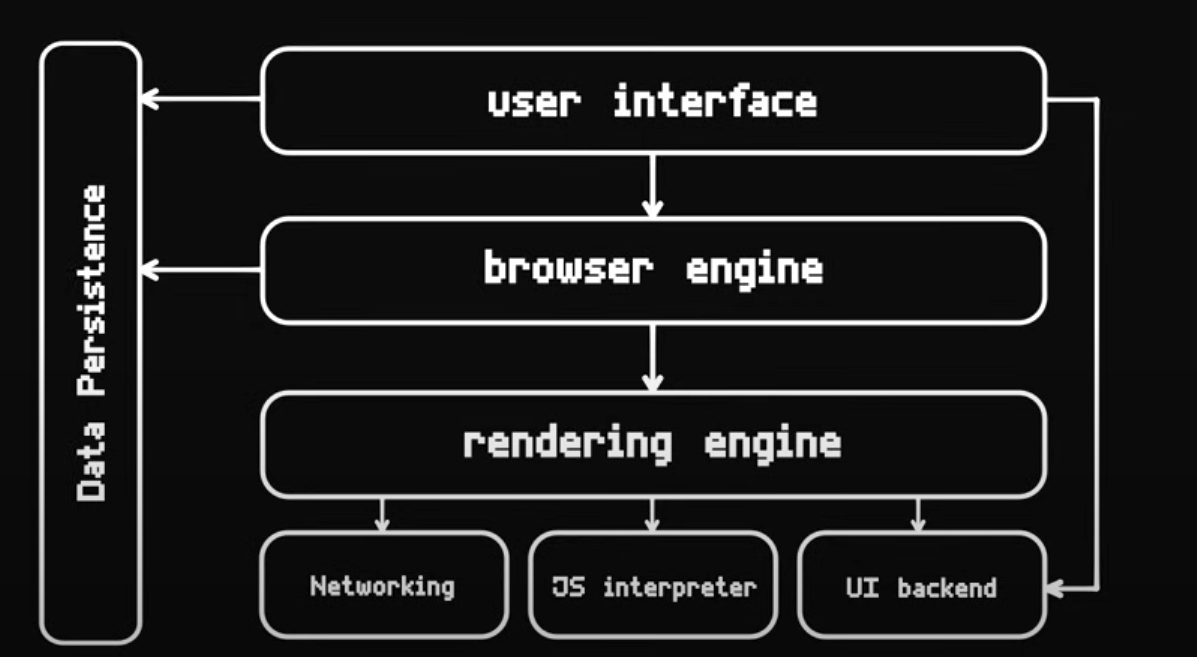 user interface
browser engine
Data Persistence
rendering engine
Networking
JS interpreter
UI backend